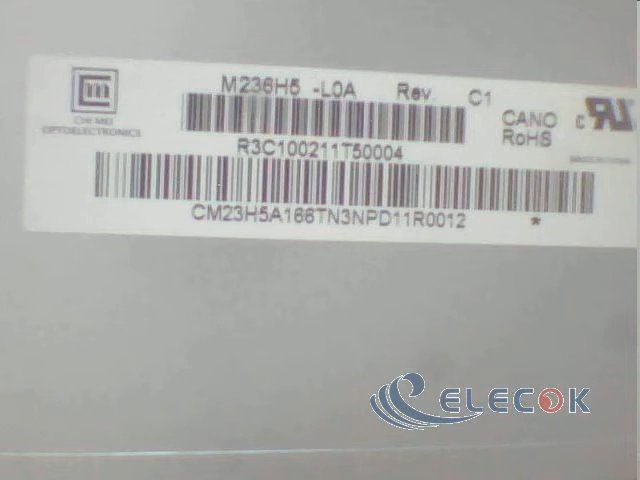 M236H5 -L0A Rev. C1
CHI MEI
OPTOELECTRONICS
CANO
RoHS
c
R3C100211T50004
CM23H5A166TN3NPD11R0012 *
ELECOK